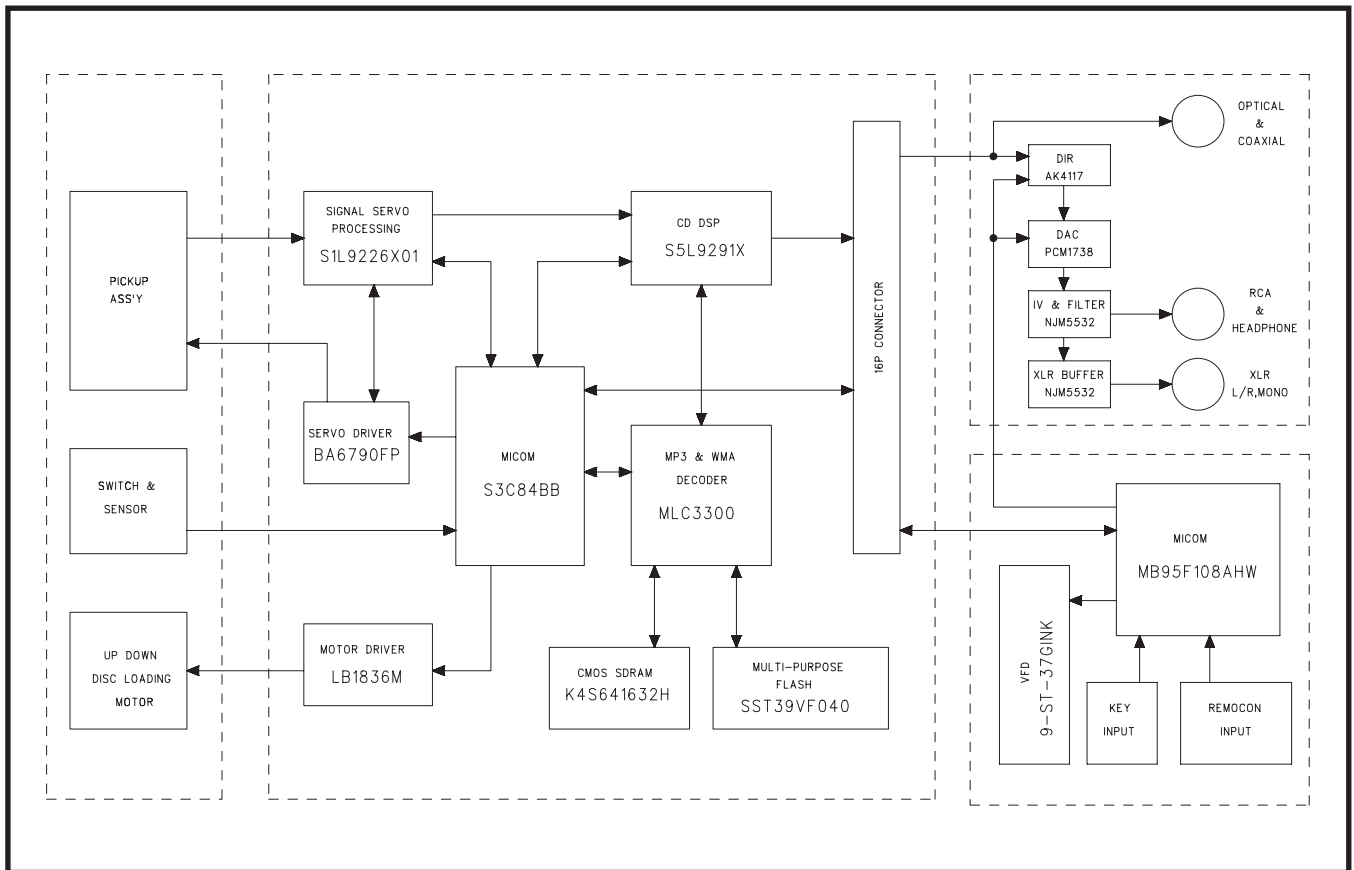 PICKUP
ASS'Y
SWITCH &
SENSOR
UP DOWN
DISC LOADING
MOTOR
SIGNAL SERVO
PROCESSING
S1L9226X01
SERVO DRIVER
BA6790FP
MOTOR DRIVER
LB1836M
MICOM
S3C84BB
CD DSP
S5L9291X
MP3 & WMA
DECODER
MLC3300
CMOS SDRAM
K4S641632H
MULTI-PURPOSE
FLASH
SST39VF040
16P CONNECTOR
OPTICAL
&
COAXIAL
DIR
AK4117
DAC
PCM1738
IV & FILTER
NJM5532
RCA
&
HEADPHONE
XLR BUFFER
NJM5532
XLR
L/R,MONO
MICOM
MB95F108AHW
VFD
9-ST-37GINK
KEY
INPUT
REMOCON
INPUT